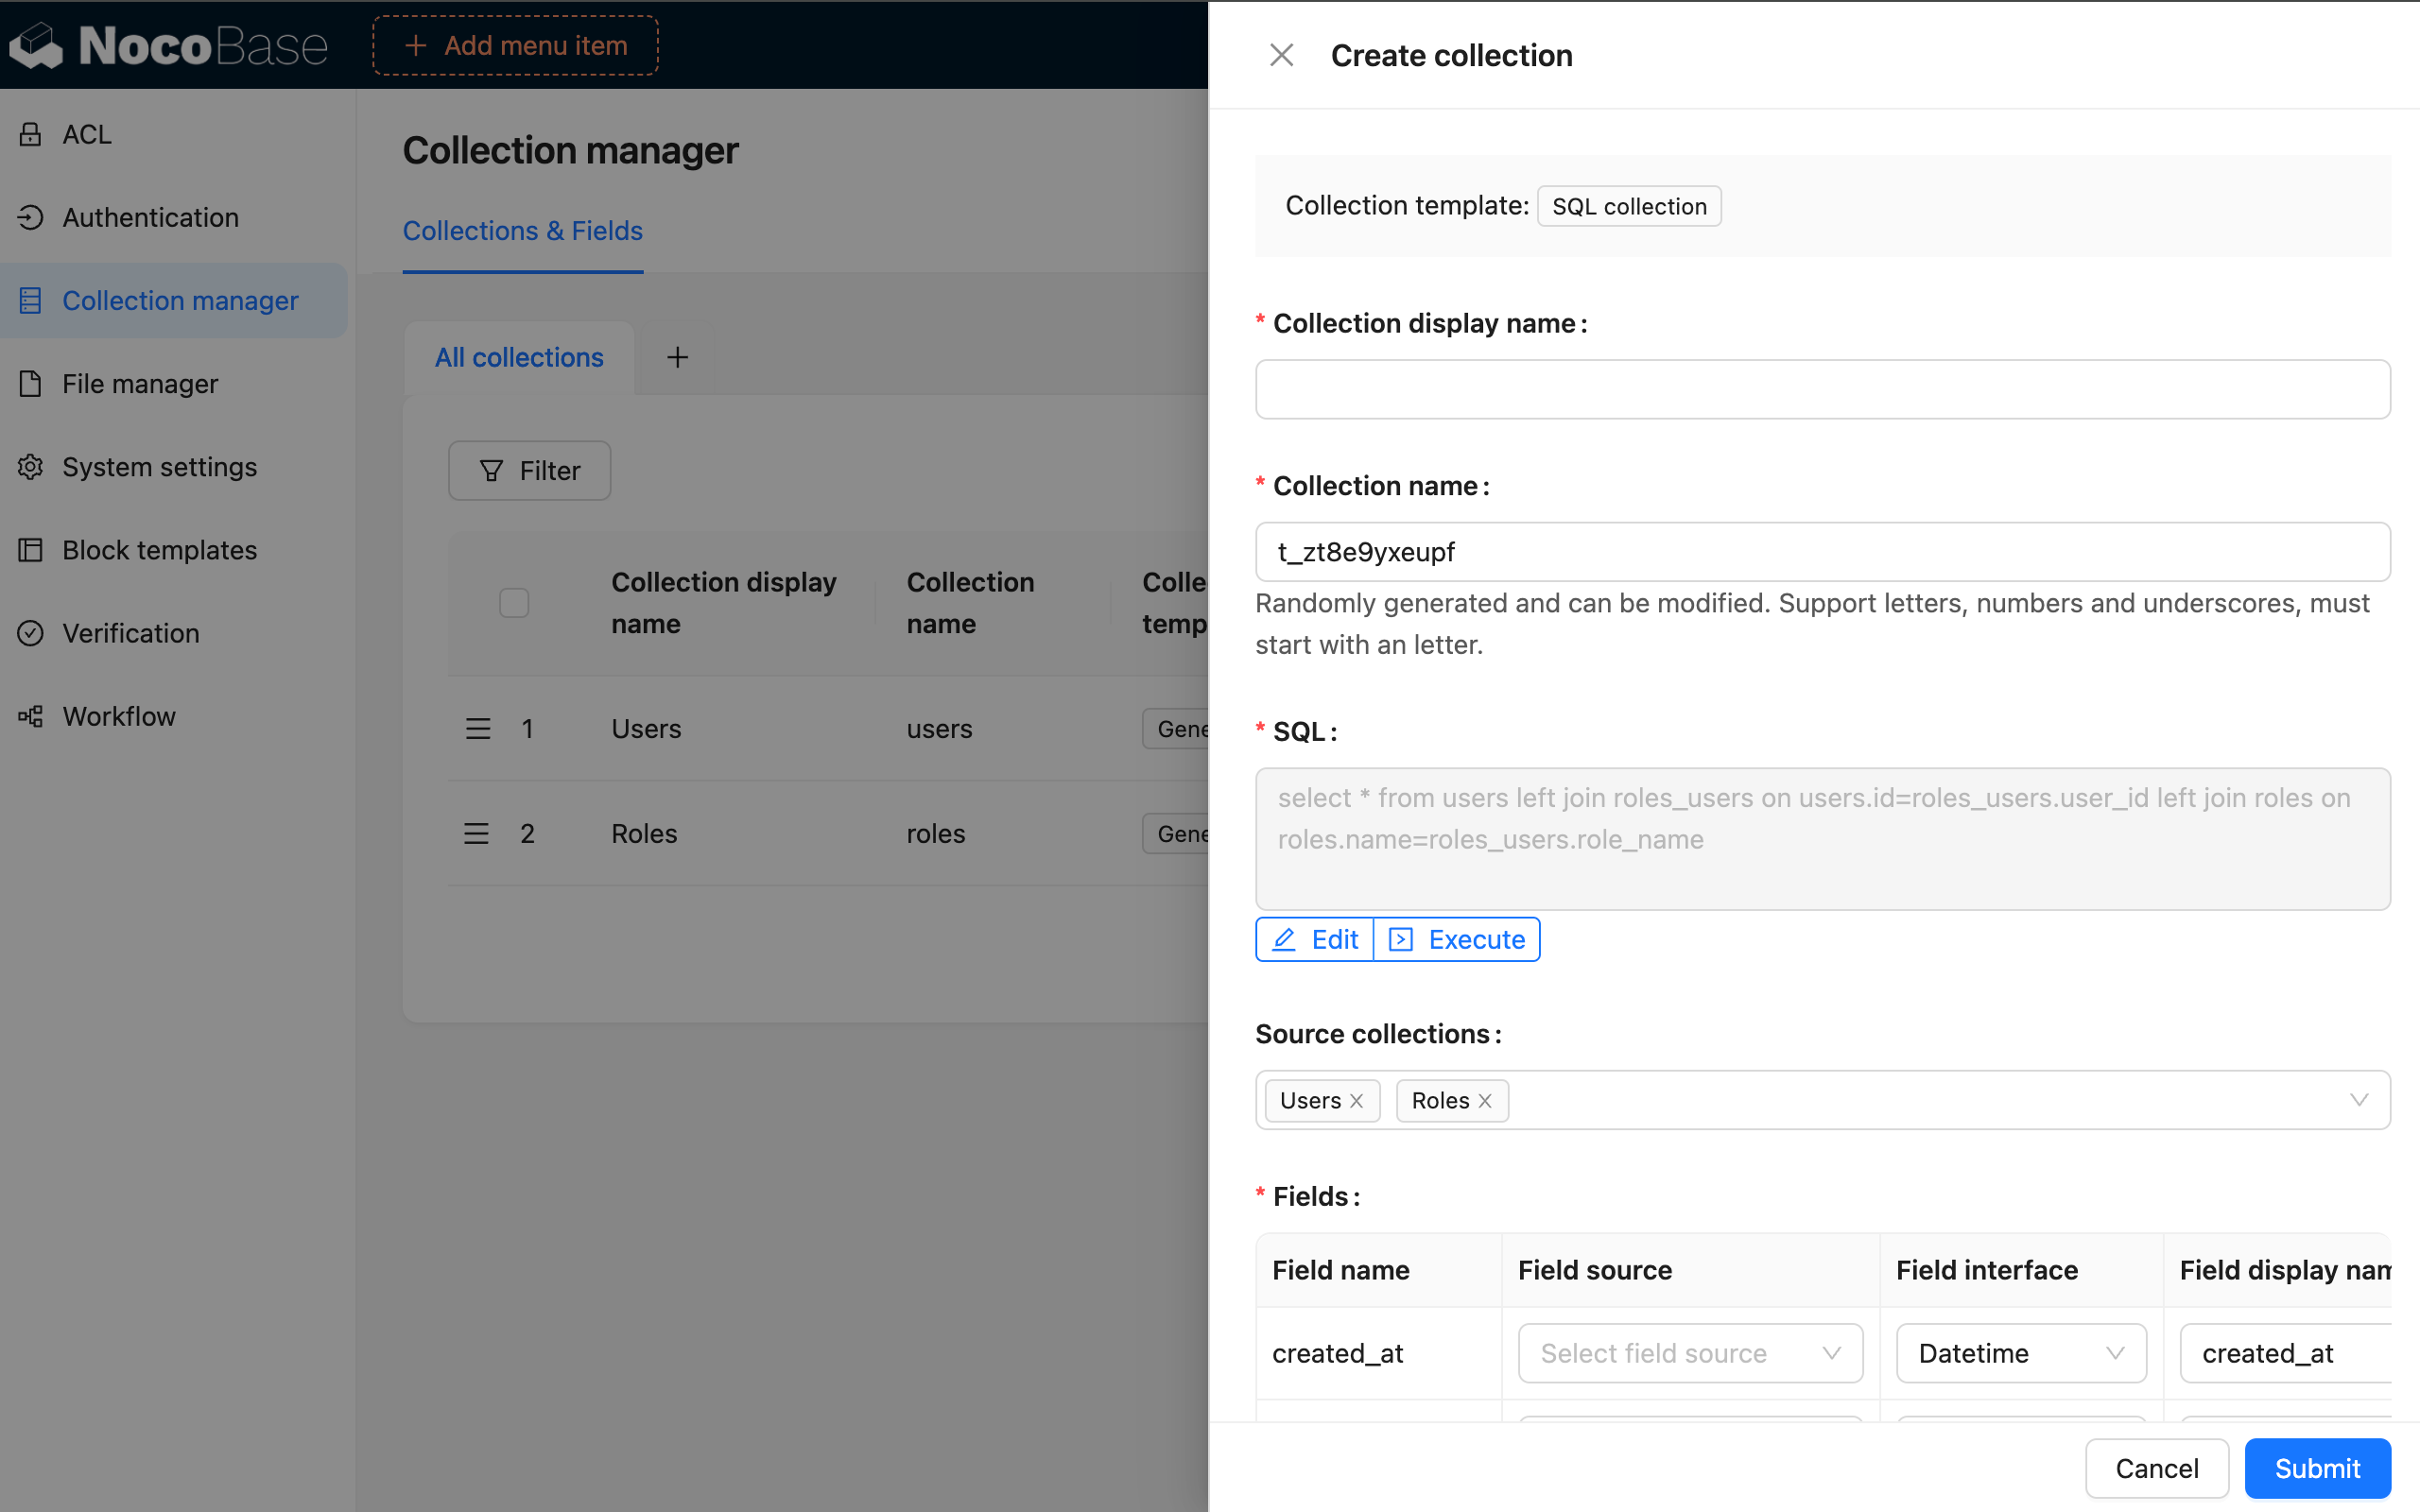 NocoBase
Add menu item
ACL
Authentication
Collection manager
File manager
System settings
Block templates
Verification
Workflow
Collection manager
Collections & Fields
All collections
Filter
Collection display name
Collection name
Colle
temp
1 Users users Gene
2 Roles roles Gene
Create collection
Collection template: SQL collection
* Collection display name:
* Collection name:
t_zt8e9yxeupf
Randomly generated and can be modified. Support letters, numbers and underscores, must
start with an letter.
* SQL:
select * from users left join roles_users on users.id=roles_users.user_id left join roles on
roles.name=roles_users.role_name
Edit Execute
Source collections:
Users Roles
* Fields:
Field name Field source Field interface Field display nam
created_at Select field source Datetime created_at
Cancel Submit